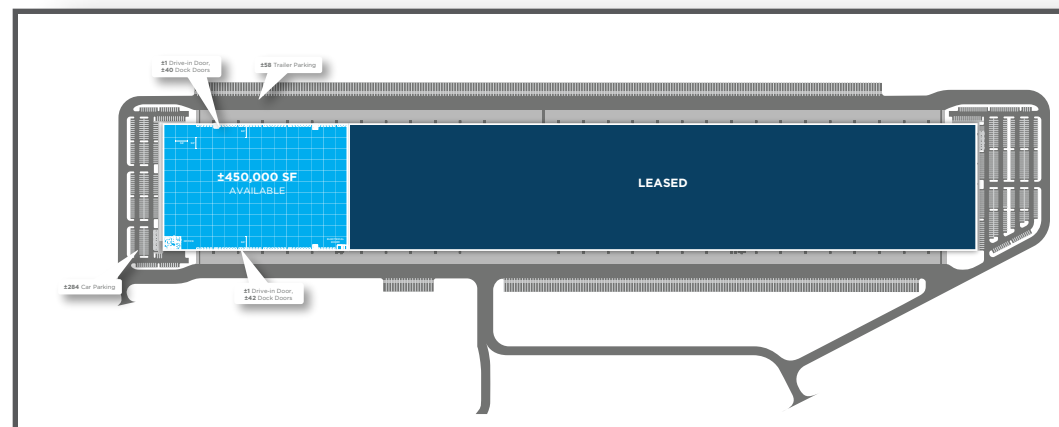 ±1 Drive-in Door,
±40 Dock Doors
±58 Trailer Parking
±450,000 SF
AVAILABLE
LEASED
±284 Car Parking
±1 Drive-in Door,
±42 Dock Doors